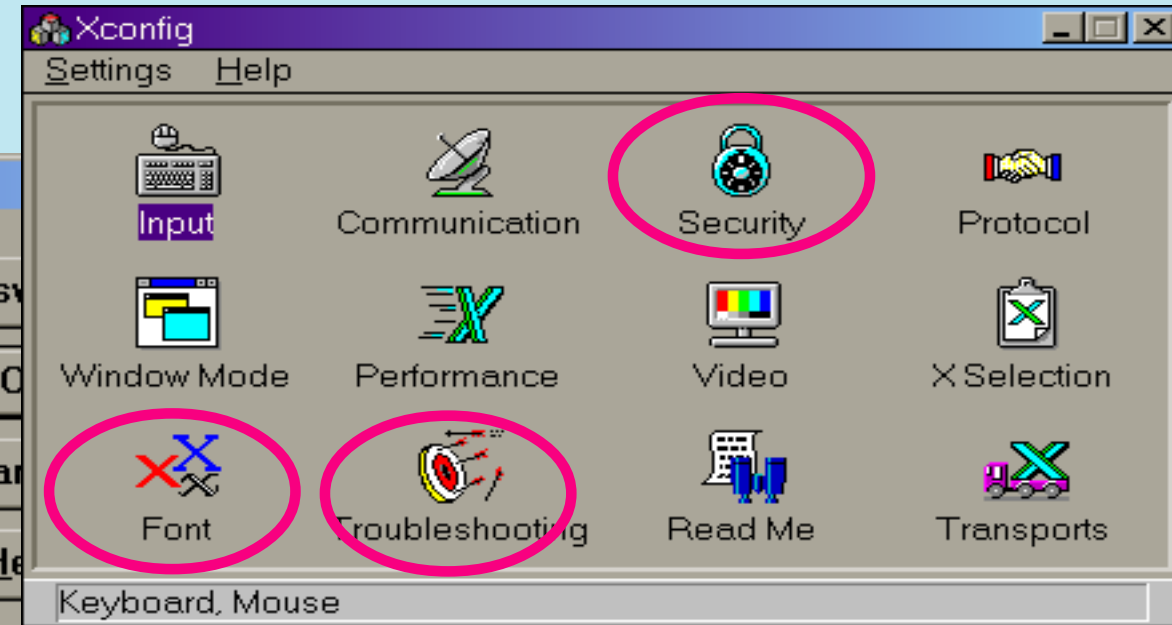 Xconfig
Settings Help
Input Communication Security Protocol
Window Mode Performance Video X Selection
Font Troubleshooting Read Me Transports
Keyboard, Mouse